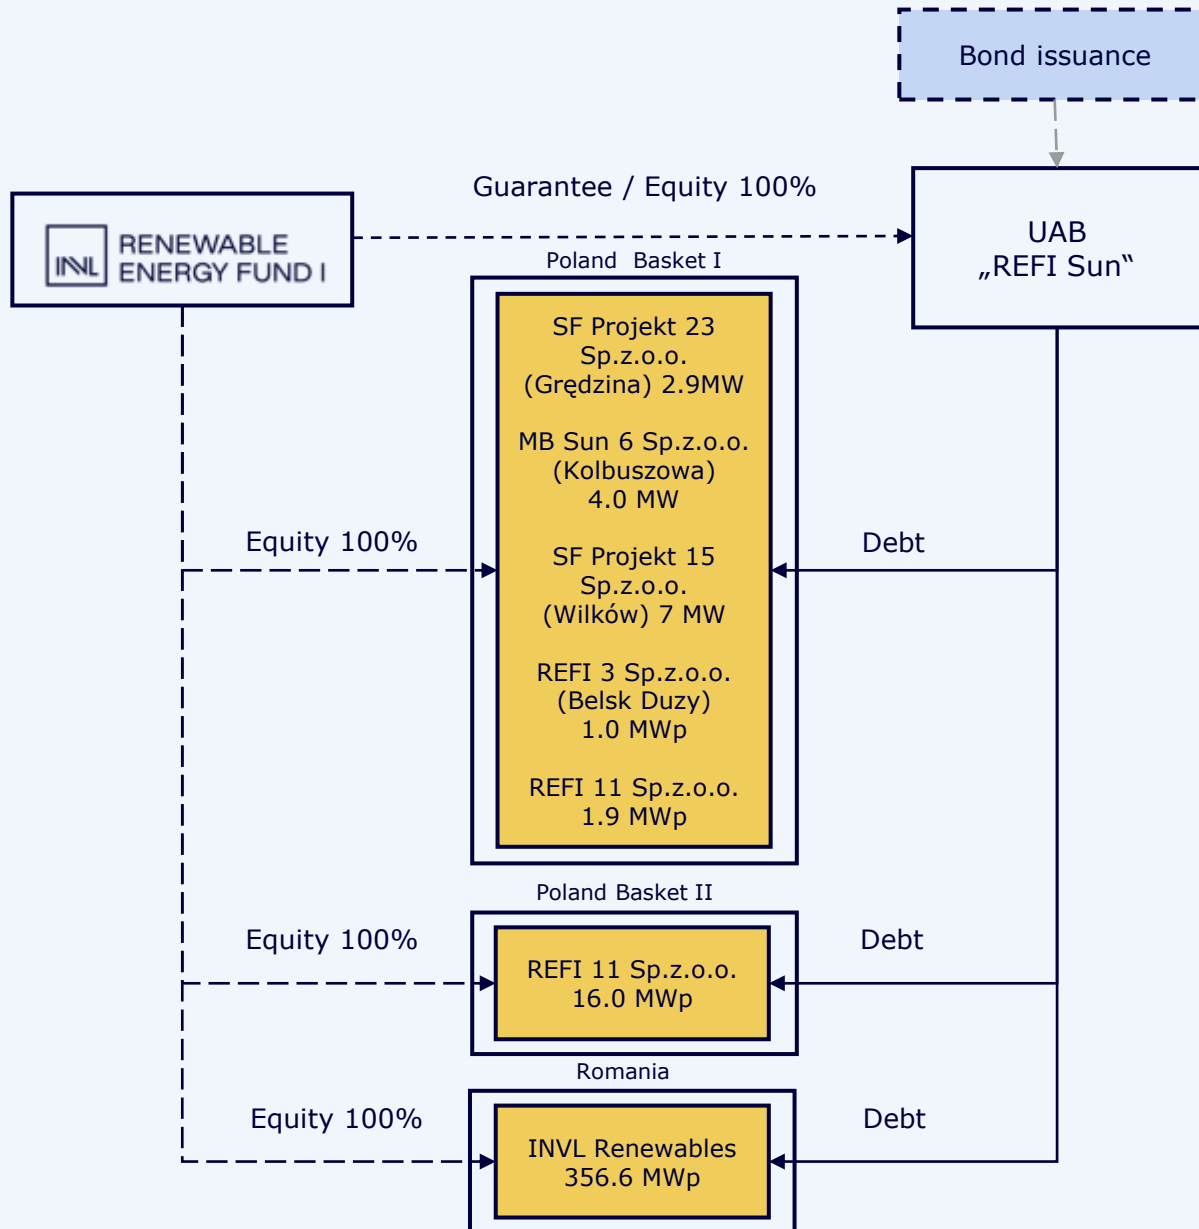 Bond issuance
Guarantee / Equity 100%
INVL
RENEWABLE
ENERGY FUND I
UAB
„REFI Sun“
Poland Basket I
SF Projekt 23
Sp.z.o.o.
(Grędzina) 2.9MW
MB Sun 6 Sp.z.o.o.
(Kolbuszowa)
4.0 MW
Equity 100%
Debt
SF Projekt 15
Sp.z.o.o.
(Wilków) 7 MW
REFI 3 Sp.z.o.o.
(Belsk Duzy)
1.0 MWp
REFI 11 Sp.z.o.o.
1.9 MWp
Poland Basket II
Equity 100%
Debt
REFI 11 Sp.z.o.o.
16.0 MWp
Romania
Equity 100%
Debt
INVL Renewables
356.6 MWp